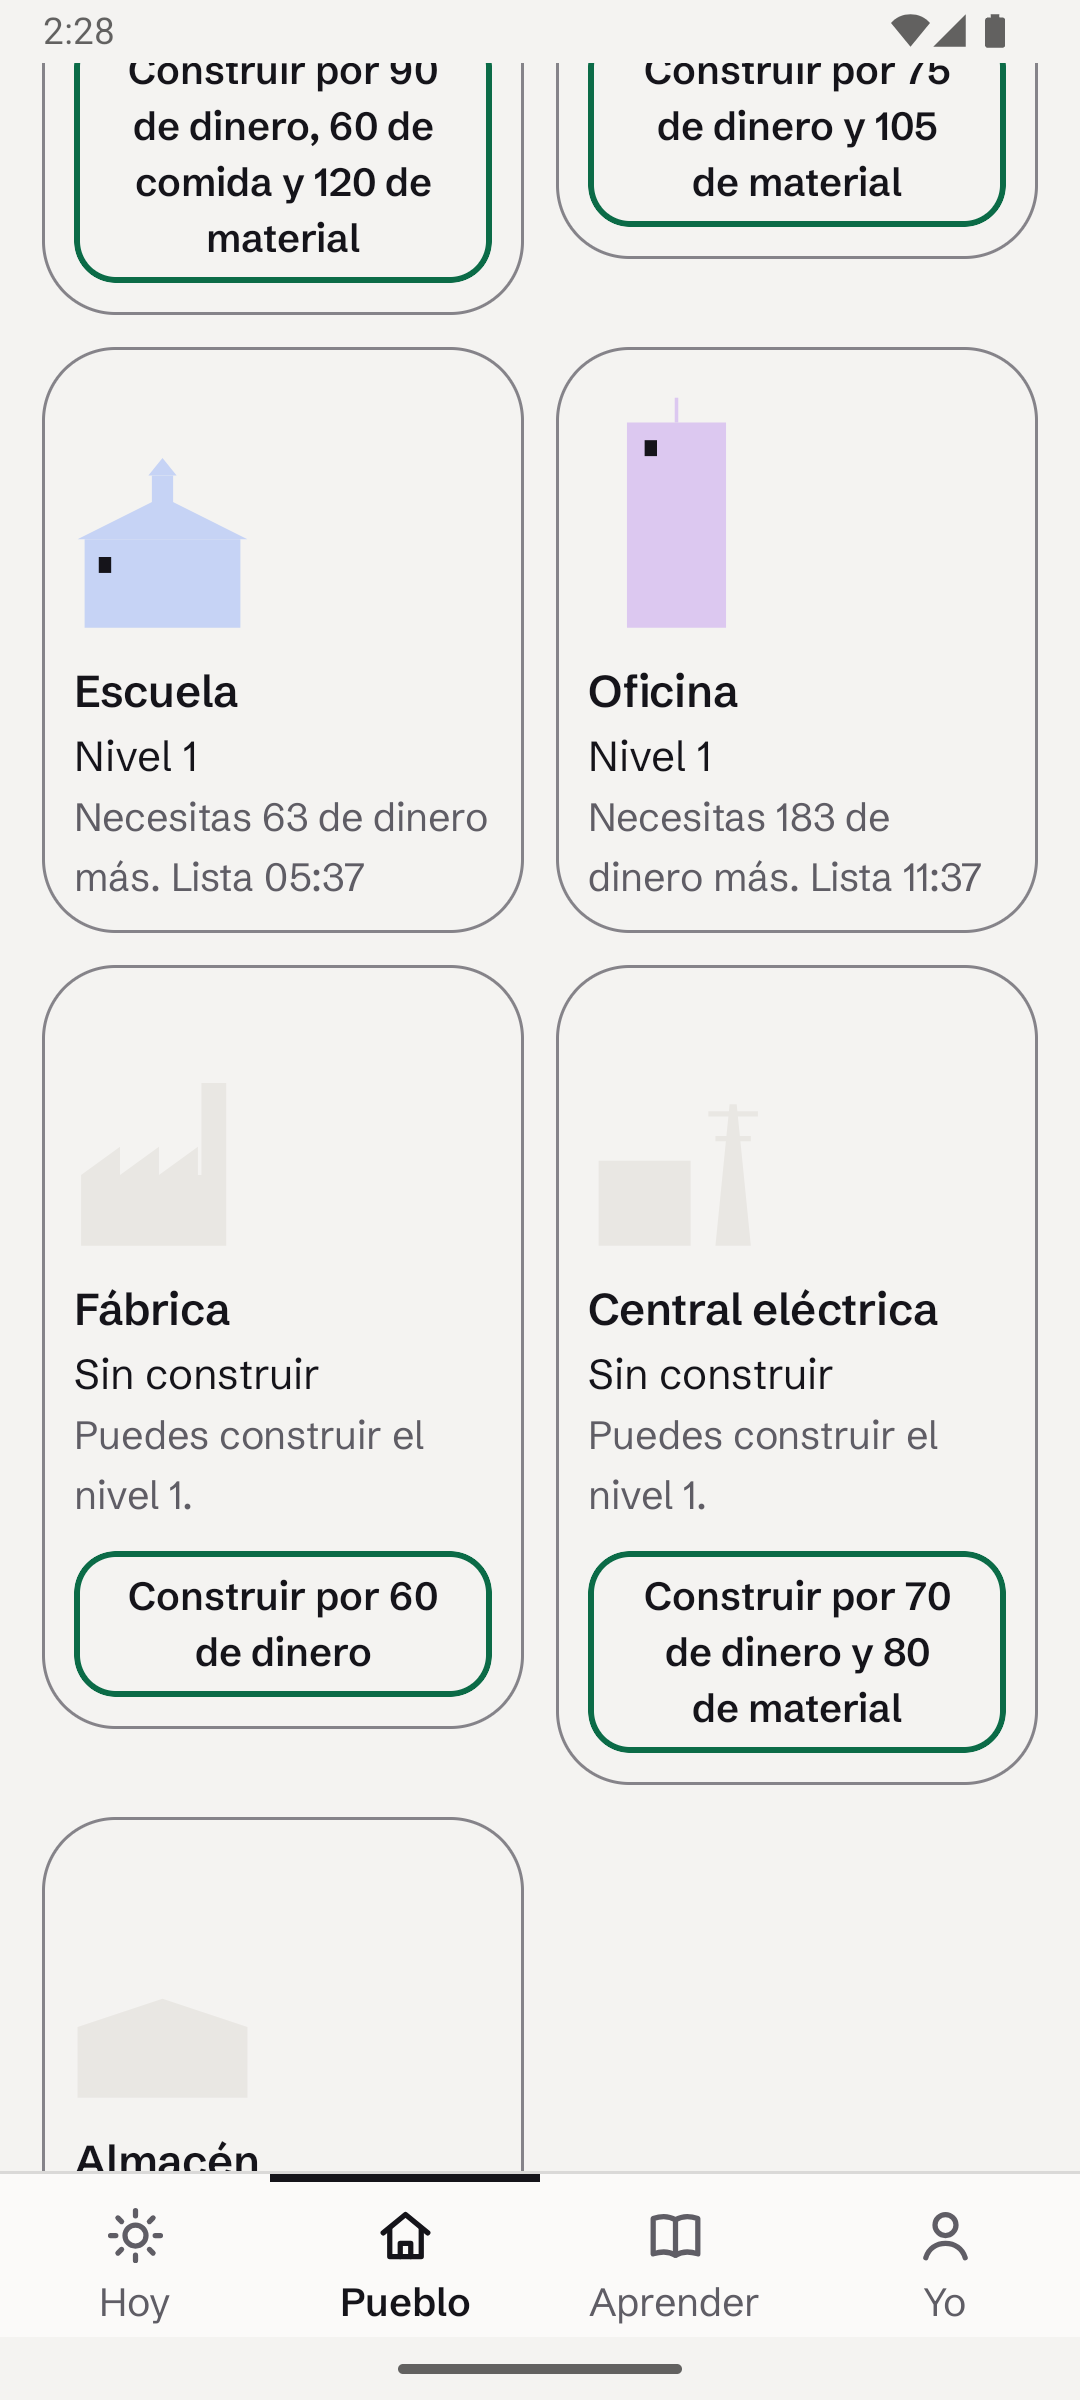 2:28
Construir por 90
de dinero, 60 de
comida y 120 de
material
Construir por 75
de dinero y 105
de material
Escuela
Nivel 1
Necesitas 63 de dinero
más. Lista 05:37
Oficina
Nivel 1
Necesitas 183 de
dinero más. Lista 11:37
Fábrica
Sin construir
Puedes construir el
nivel 1.
Construir por 60
de dinero
Central eléctrica
Sin construir
Puedes construir el
nivel 1.
Construir por 70
de dinero y 80
de material
Almacén
Hoy
Pueblo
Aprender
Yo